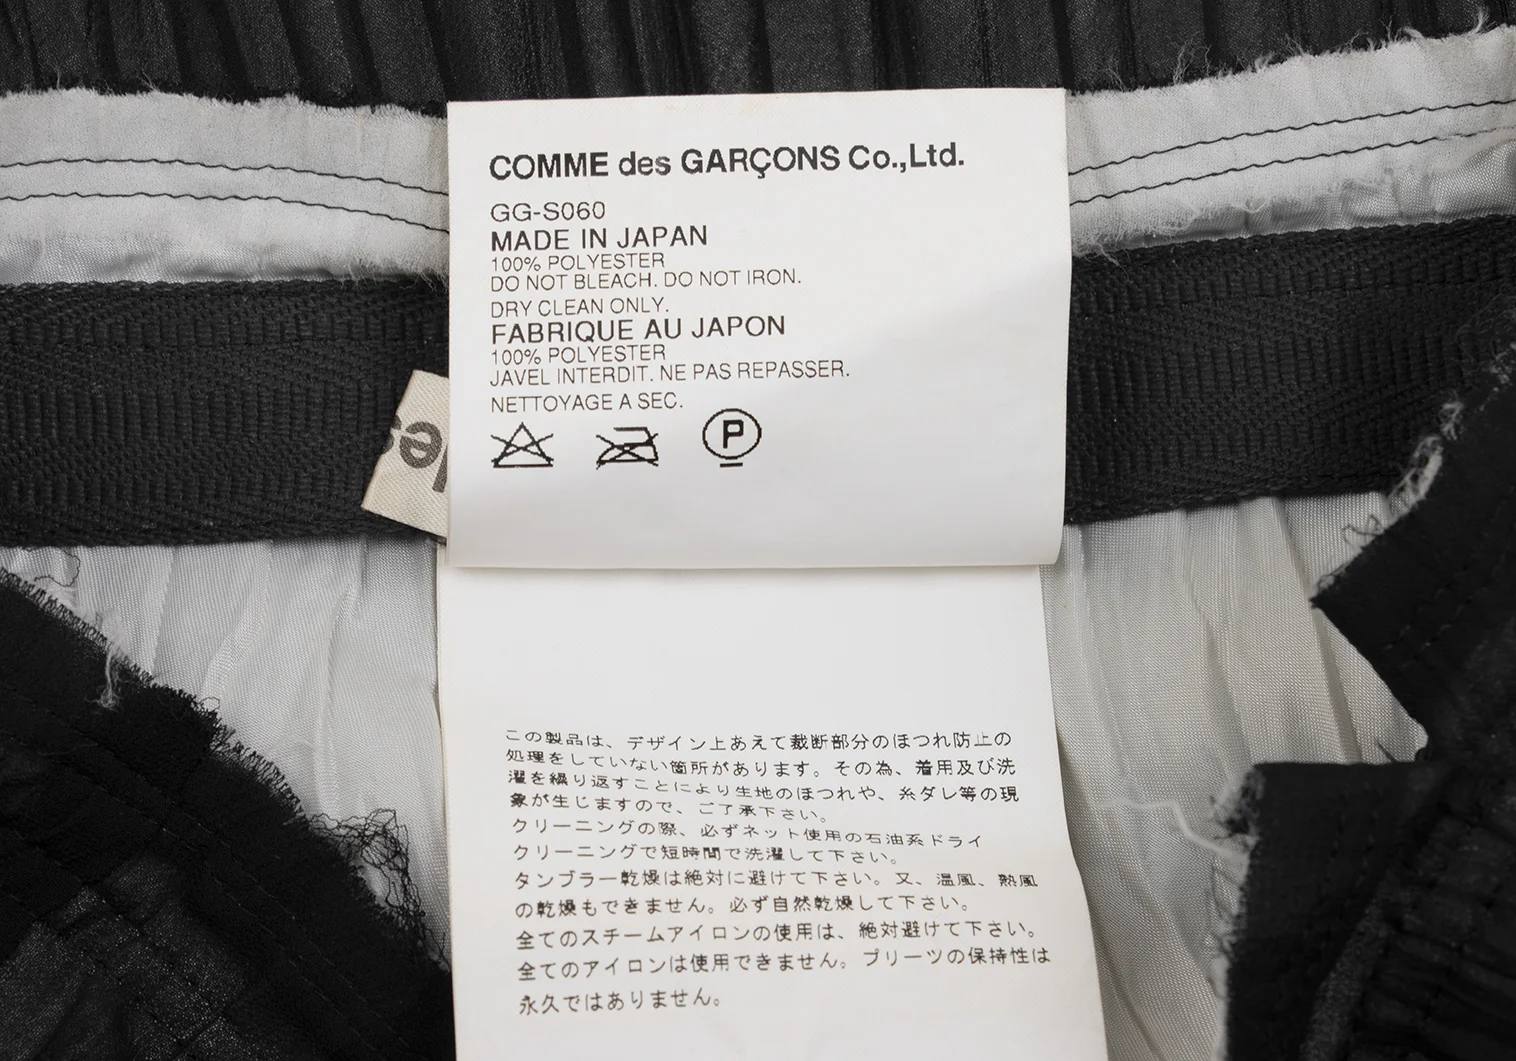 COMME des GARÇONS Co.,Ltd.
GG-S060
MADE IN JAPAN
100% POLYESTER
DO NOT BLEACH. DO NOT IRON.
DRY CLEAN ONLY.
FABRIQUE AU JAPON
100% POLYESTER
JAVEL INTERDIT. NE PAS REPASSER.
NETTOYAGE A SEC.
P
この製品は、デザイン上あえて裁断部分のほつれ防止の
処理をしていない箇所があります。その為、着用及び洗
濯を繰り返すことにより生地のほつれや、糸ダレ等の現
象が生じますので、ご了承下さい。
クリーニングの際、必ずネット使用の石油系ドライ
クリーニングで短時間で洗濯して下さい。
タンブラー乾燥は絶対に避けて下さい。又、温風、熱風
の乾燥もできません。必ず自然乾燥して下さい。
全てのスチームアイロンの使用は、絶対避けて下さい。
全てのアイロンは使用できません。プリーツの保持性は
永久ではありません。